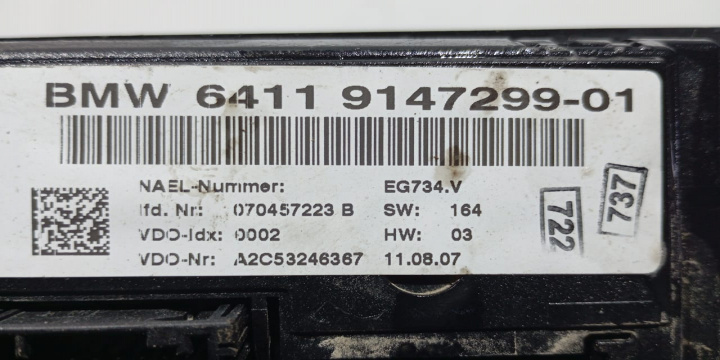 BMW 6411 9147299-01
NAEL-Nummer: EG734.V
lfd. Nr: 070457223 B SW: 164
VDO-Idx: 0002 HW: 03
VDO-Nr: A2C53246367 11.08.07
722
737